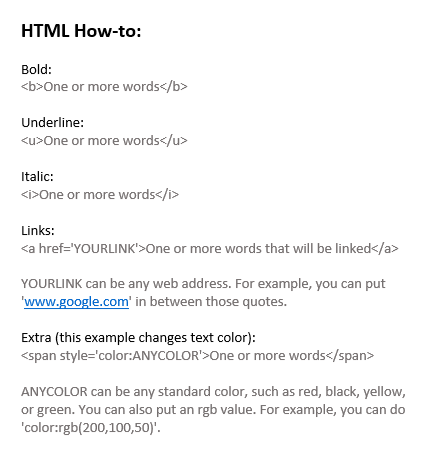 HTML How-to:
Bold:
<b>One or more words</b>
Underline:
<u>One or more words</u>
Italic:
<i>One or more words</i>
Links:
<a href='YOURLINK'>One or more words that will be linked</a>
YOURLINK can be any web address. For example, you can put
'www.google.com' in between those quotes.
Extra (this example changes text color):
<span style='color:ANYCOLOR'>One or more words</span>
ANYCOLOR can be any standard color, such as red, black, yellow,
or green. You can also put an rgb value. For example, you can do
'color:rgb(200,100,50)'.